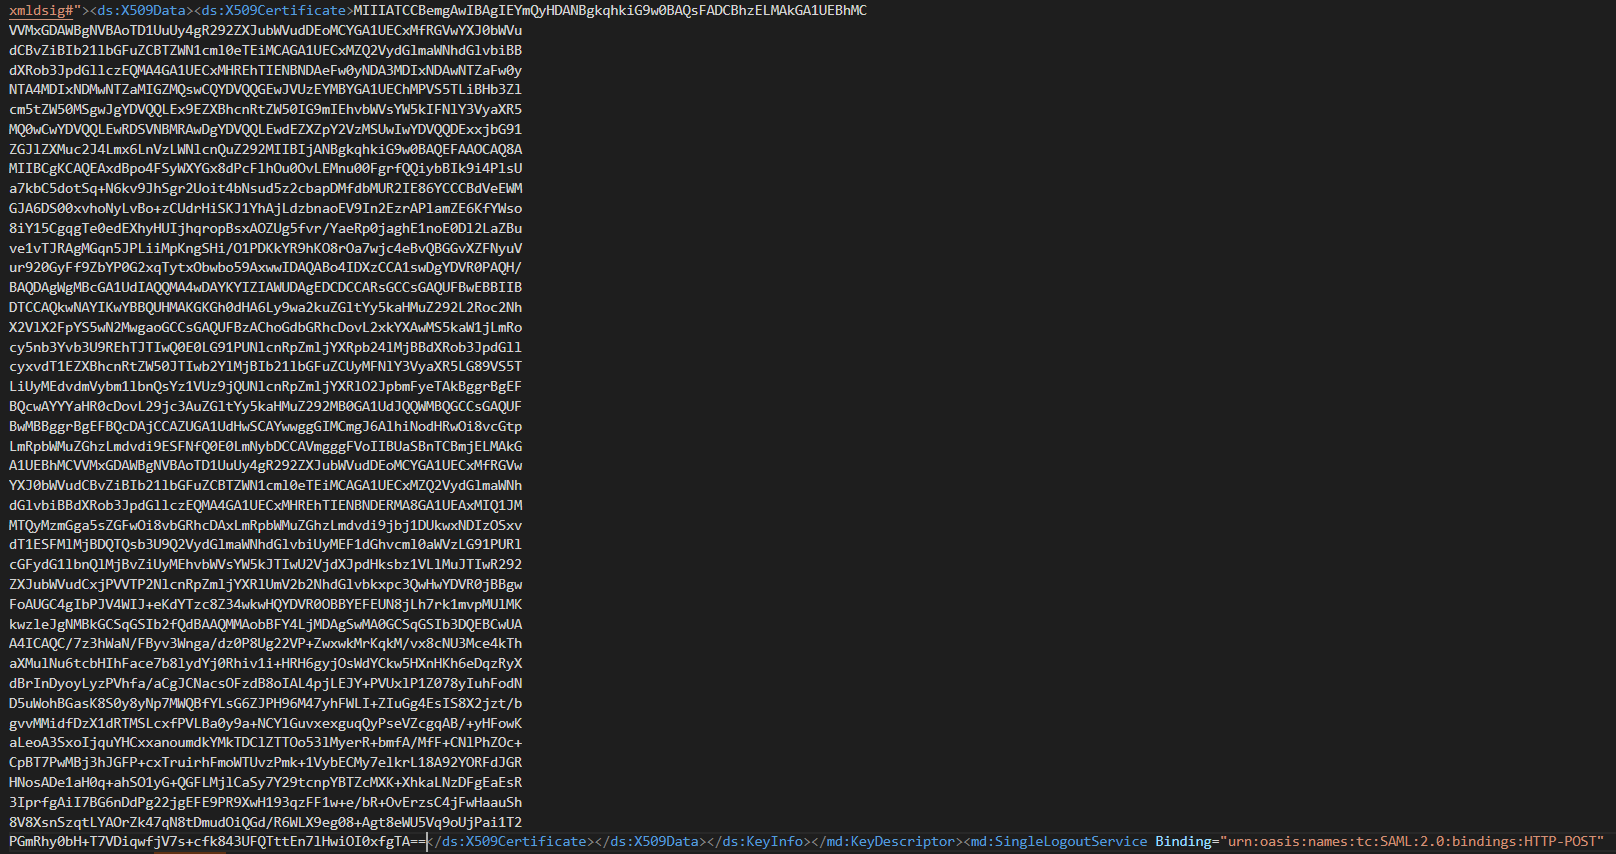 xmldsig#"><ds:X509Data><ds:X509Certificate>MIIIATCCBemgAwIBAgIEYmQyHDANBgkqhkiG9w0BAQsFADCBhzELMAkGA1UEBhMC
VVMxGDAWBgNVBAoTD1UuUy4gR292ZXJubWVudDEoMCYGA1UECxMfRGVwYXJ0bWVu
dCBvZiBIb21lbGFuZCBTZWN1cml0eTEiMCAGA1UECxMZQ2VydGlmaWNhdGlvbiBB
dXRob3JpdGllczEQMA4GA1UECxMHREhTIENBNDAeFw0yNDA3MDIxNDAwNTZaFw0y
NTA4MDIxNDMwNTZaMIGZMQswCQYDVQQGEwJVUzEYMBYGA1UEChMPVS5TLiBHb3Zl
cm5tZW50MSgwJgYDVQQLEx9EZXBhcnRtZW50IG9mIEhvbWVsYW5kIFNlY3VyaXR5
MQ0wCwYDVQQLEwRDSVNBMRAwDgYDVQQLEwdEZXZpY2VzMSUwIwYDVQQDExxjbG91
ZGJlZXMuc2J4Lmx6LnVzLWNlcnQuZ292MIIBIjANBgkqhkiG9w0BAQEFAAOCAQ8A
MIIBCgKCAQEAxdBpo4FSyWXYGx8dPcFlhOu0OvLEMnu00FgrfQQiybBIk9i4PlsU
a7kbC5dotSq+N6kv9JhSgr2Uoit4bNsud5z2cbapDMfdbMUR2IE86YCCCBdVeEWM
GJA6DS00xvhoNyLvBo+zCUdrHiSKJ1YhAjLdzbnaoEV9In2EzrAPlamZE6KfYWso
8iY15CgqgTe0edEXhyHUIjhqropBsxAOZUg5fvr/YaeRp0jaghE1noE0Dl2LaZBu
ve1vTJRAgMGqn5JPLiiMpKngSHi/O1PDKkYR9hKO8rOa7wjc4eBvQBGGvXZFNyuV
ur920GyFf9ZbYP0G2xqTytxObwbo59AxwwIDAQABo4IDXzCCA1swDgYDVR0PAQH/
BAQDAgWgMBcGA1UdIAQQMA4wDAYKYIZIAWUDAgEDCDCCARsGCCsGAQUFBwEBBIIB
DTCCAQkwNAYIKwYBBQUHMAKGKGh0dHA6Ly9wa2kuZGltYy5kaHMuZ292L2Roc2Nh
X2VlX2FpYS5wN2MwgaoGCCsGAQUFBzAChoGdbGRhcDovL2xkYXAwMS5kaW1jLmRo
cy5nb3Yvb3U9REhTJTIwQ0E0LG91PUNlcnRpZmljYXRpb24lMjBBdXRob3JpdGll
cyxvdT1EZXBhcnRtZW50JTIwb2YlMjBIb21lbGFuZCUyMFNlY3VyaXR5LG89VS5T
LiUyMEdvdmVybm1lbnQsYz1VUz9jQUNlcnRpZmljYXRlO2JpbmFyeTAkBggrBgEF
BQcwAYYYaHR0cDovL29jc3AuZGltYy5kaHMuZ292MB0GA1UdJQQWMBQGCCsGAQUF
BwMBBggrBgEFBQcDAjCCAZUGA1UdHwSCAYwwggGIMCmgJ6AlhiNodHRwOi8vcGtp
LmRpbWMuZGhzLmdvdi9ESFNfQ0E0LmNybDCCAVmgggFVoIIBUaSBnTCBmjELMAkG
A1UEBhMCVVMxGDAWBgNVBAoTD1UuUy4gR292ZXJubWVudDEoMCYGA1UECxMfRGVw
YXJ0bWVudCBvZiBIb21lbGFuZCBTZWN1cml0eTEiMCAGA1UECxMZQ2VydGlmaWNh
dGlvbiBBdXRob3JpdGllczEQMA4GA1UECxMHREhTIENBNDERMA8GA1UEAxMIQ1JM
MTQyMzmGga5sZGFwOi8vbGRhcDAxLmRpbWMuZGhzLmdvdi9jbj1DUkwxNDIzOSxv
dT1ESFMlMjBDQTQsb3U9Q2VydGlmaWNhdGlvbiUyMEF1dGhvcml0aWVzLG91PURl
cGFydG1lbnQlMjBvZiUyMEhvbWVsYW5kJTIwU2VjdXJpdHksbz1VLlMuJTIwR292
ZXJubWVudCxjPVVTP2NlcnRpZmljYXRlUmV2b2NhdGlvbkxpc3QwHwYDVR0jBBgw
FoAUGC4gIbPJV4WIJ+eKdYTzc8Z34wkwHQYDVR0OBBYEFEUN8jLh7rk1mvpMUlMK
kwzleJgNMBkGCSqGSIb2fQdBAAQMMAobBFY4LjMDAgSwMA0GCSqGSIb3DQEBCwUA
A4ICAQC/7z3hWaN/FByv3Wnga/dz0P8Ug22VP+ZwxwkMrKqkM/vx8cNU3Mce4kTh
aXMulNu6tcbHIhFace7b8lydYj0Rhiv1i+HRH6gyjOsWdYCkw5HXnHKh6eDqzRyX
dBrInDyoyLyzPVhfa/aCgJCNacsOFzdB8oIAL4pjLEJY+PVUxlP1Z078yIuhFodN
D5uWohBGasK8S0y8yNp7MWQBfYLsG6ZJPH96M47yhFWLI+ZIuGg4EsIS8X2jzt/b
gvvMMidfDzX1dRTMSLcxfPVLBa0y9a+NCYlGuvxexguqQyPseVZcgqAB/+yHFowK
aLeoA3SxoIjquYHCxxanoumdkYMkTDClZTTOo53lMyerR+bmfA/MfF+CNlPhZOc+
CpBT7PwMBj3hJGFP+cxTruirhFmoWTUvzPmk+1VybECMy7elkrL18A92YORFdJGR
HNosADe1aH0q+ahSO1yG+QGFLMjlCaSy7Y29tcnpYBTZcMXK+XhkaLNzDFgEaEsR
3IprfgAiI7BG6nDdPg22jgEFE9PR9XwH193qzFF1w+e/bR+OvErzsC4jFwHaauSh
8V8XsnSzqtLYAOrZk47qN8tDmudOiQGd/R6WLX9eg08+Agt8eWU5Vq9oUjPai1T2
PGmRhy0bH+T7VDiqwfjV7s+cfk843UFQTttEn7lHwiOI0xfgTA==</ds:X509Certificate></ds:X509Data></ds:KeyInfo></md:KeyDescriptor><md:SingleLogoutService Binding="urn:oasis:names:tc:SAML:2.0:bindings:HTTP-POST"